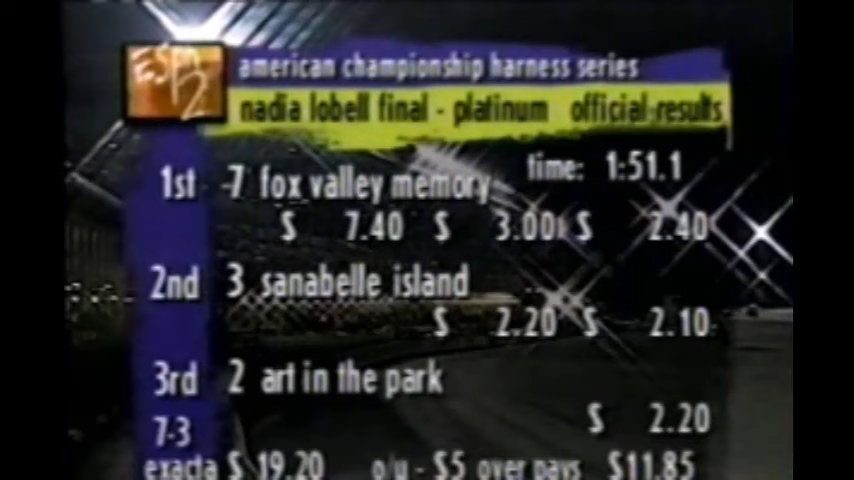 ESPN2
american championship harness series
nadia lobell final - platinum official results
time: 1:51.1
1st -7 fox valley memory
$ 7.40 $ 3.00 $ 2.40
2nd 3 sanabelle island
$ 2.20 $ 2.10
3rd 2 art in the park
$ 2.20
7-3
exacta $ 19.20 o/u - $5 over pays $11.85